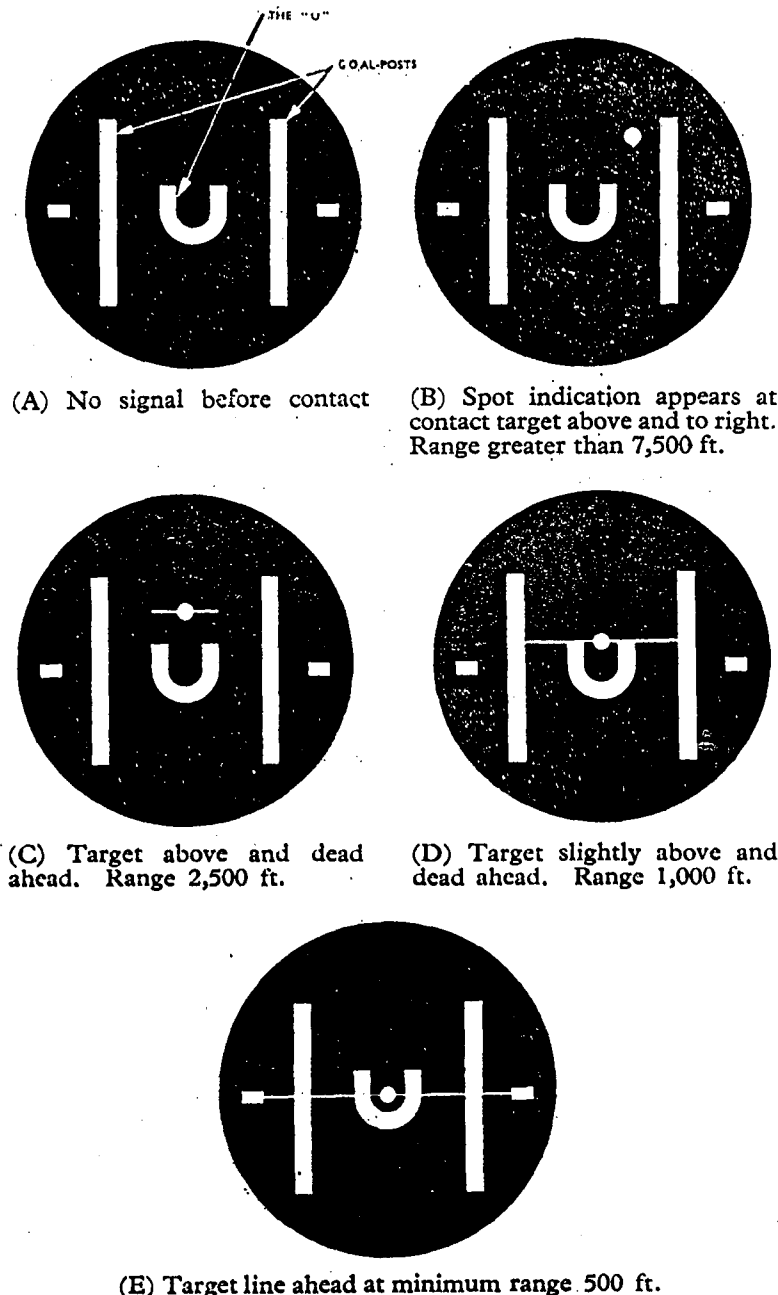 THE "U"
GOAL-POSTS
(A) No signal before contact
(B) Spot indication appears at
contact target above and to right.
Range greater than 7,500 ft.
(C) Target above and dead
ahead. Range 2,500 ft.
(D) Target slightly above and
dead ahead. Range 1,000 ft.
(E) Target line ahead at minimum range 500 ft.